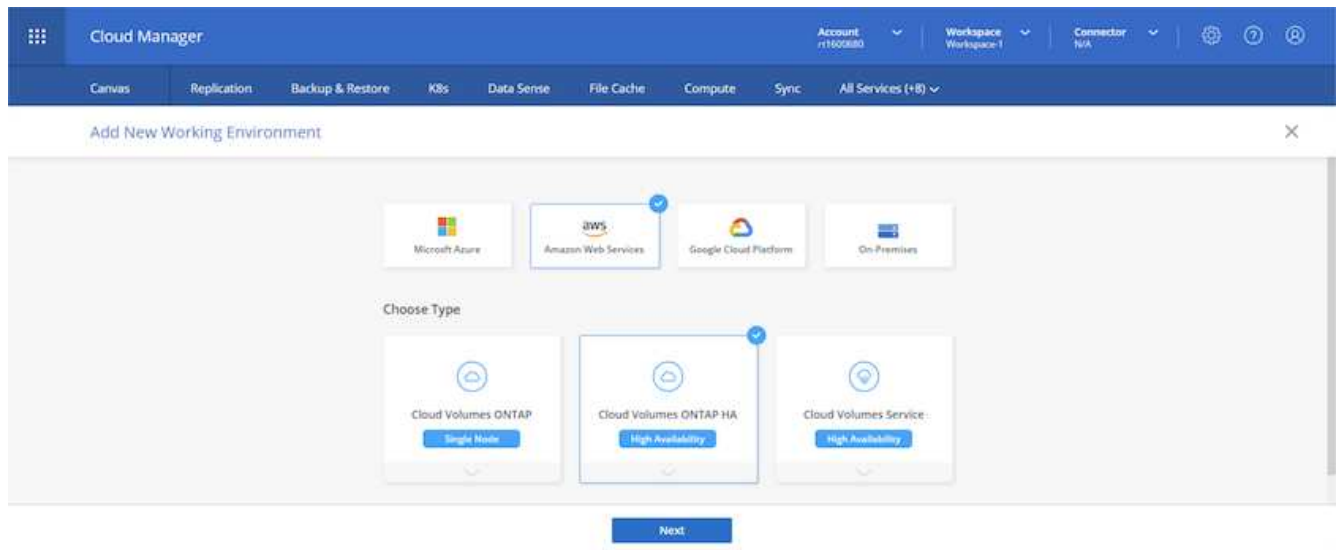 Cloud Manager
Account
rt1600680
Workspace
Workspace-1
Connector
N/A
Canvas Replication Backup & Restore K8s Data Sense File Cache Compute Sync All Services (+8)
Add New Working Environment
aws
Microsoft Azure Amazon Web Services Google Cloud Platform On-Premises
Choose Type
Cloud Volumes ONTAP Cloud Volumes ONTAP HA Cloud Volumes Service
Single Node High Availability High Availability
Next